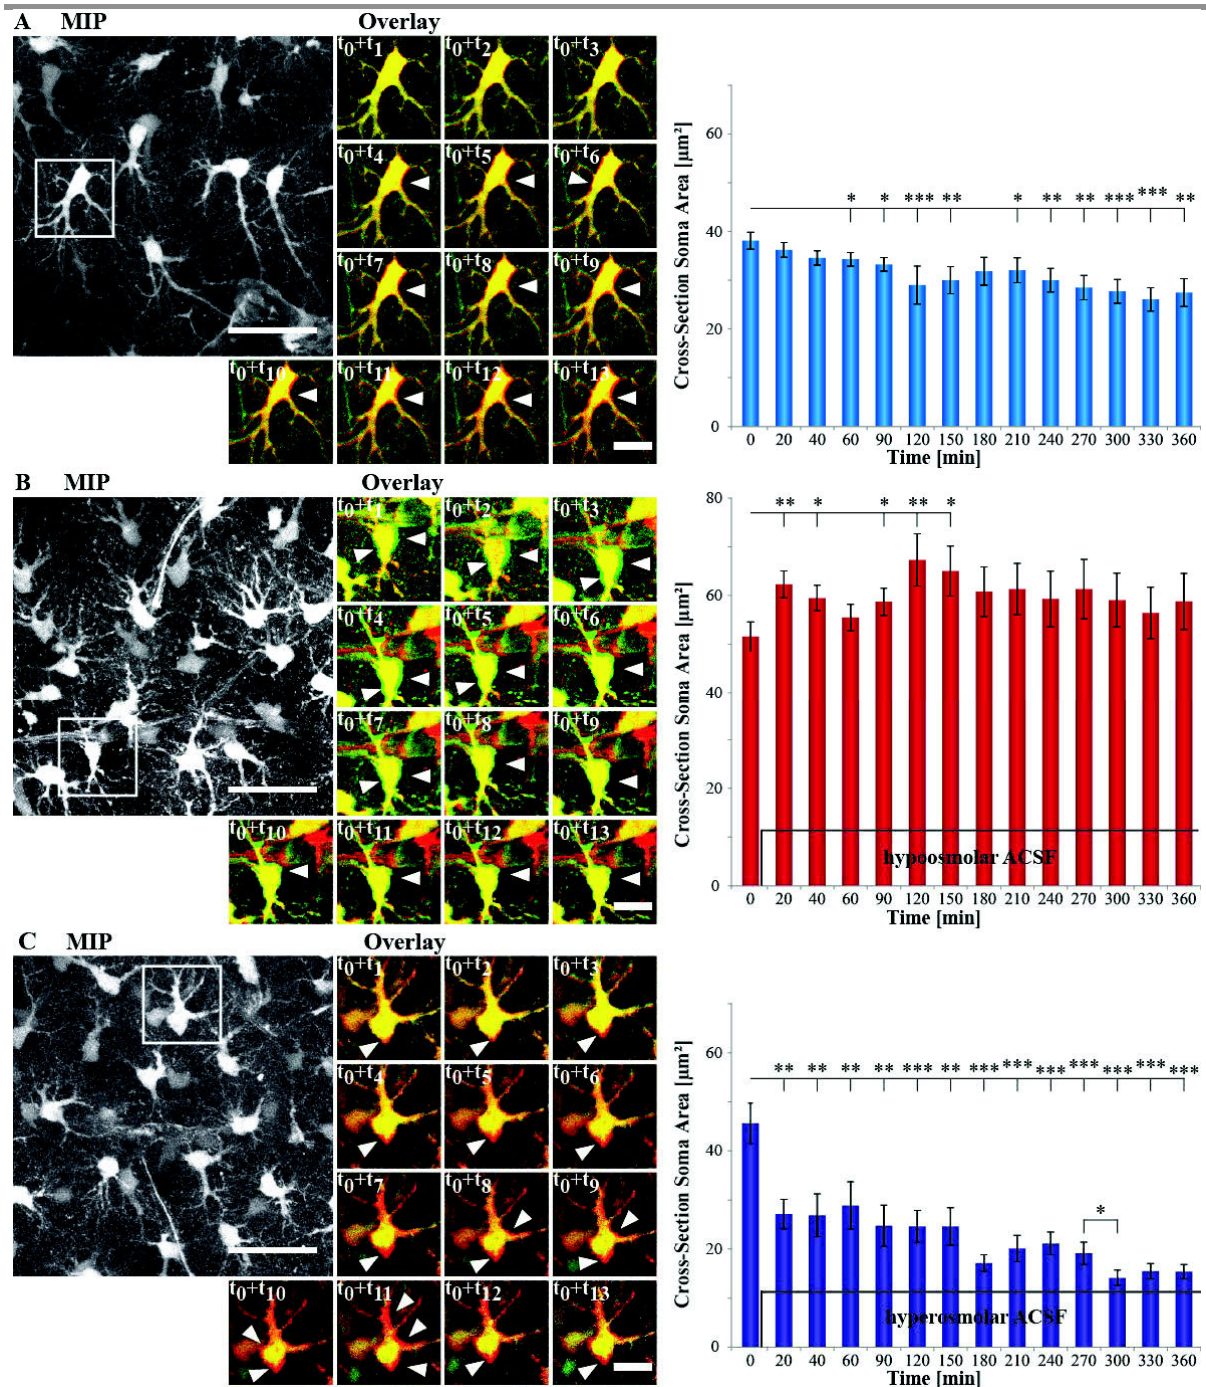 A MIP Overlay
t0+t1 t0+t2 t0+t3
t0+t4 t0+t5 t0+t6
t0+t7 t0+t8 t0+t9
t0+t10 t0+t11 t0+t12 t0+t13
Cross-Section Soma Area [µm²]
60
40
20
0
* * *** ** * ** ** *** *** **
0 20 40 60 90 120 150 180 210 240 270 300 330 360
Time [min]
B MIP Overlay
t0+t1 t0+t2 t0+t3
t0+t4 t0+t5 t0+t6
t0+t7 t0+t8 t0+t9
t0+t10 t0+t11 t0+t12 t0+t13
Cross-Section Soma Area [µm²]
80
60
40
20
0
** * * ** *
hypoosmolar ACSF
0 20 40 60 90 120 150 180 210 240 270 300 330 360
Time [min]
C MIP Overlay
t0+t1 t0+t2 t0+t3
t0+t4 t0+t5 t0+t6
t0+t7 t0+t8 t0+t9
t0+t10 t0+t11 t0+t12 t0+t13
Cross-Section Soma Area [µm²]
60
40
20
0
** ** ** ** *** ** *** *** *** *** *** *** ***
*
hyperosmolar ACSF
0 20 40 60 90 120 150 180 210 240 270 300 330 360
Time [min]